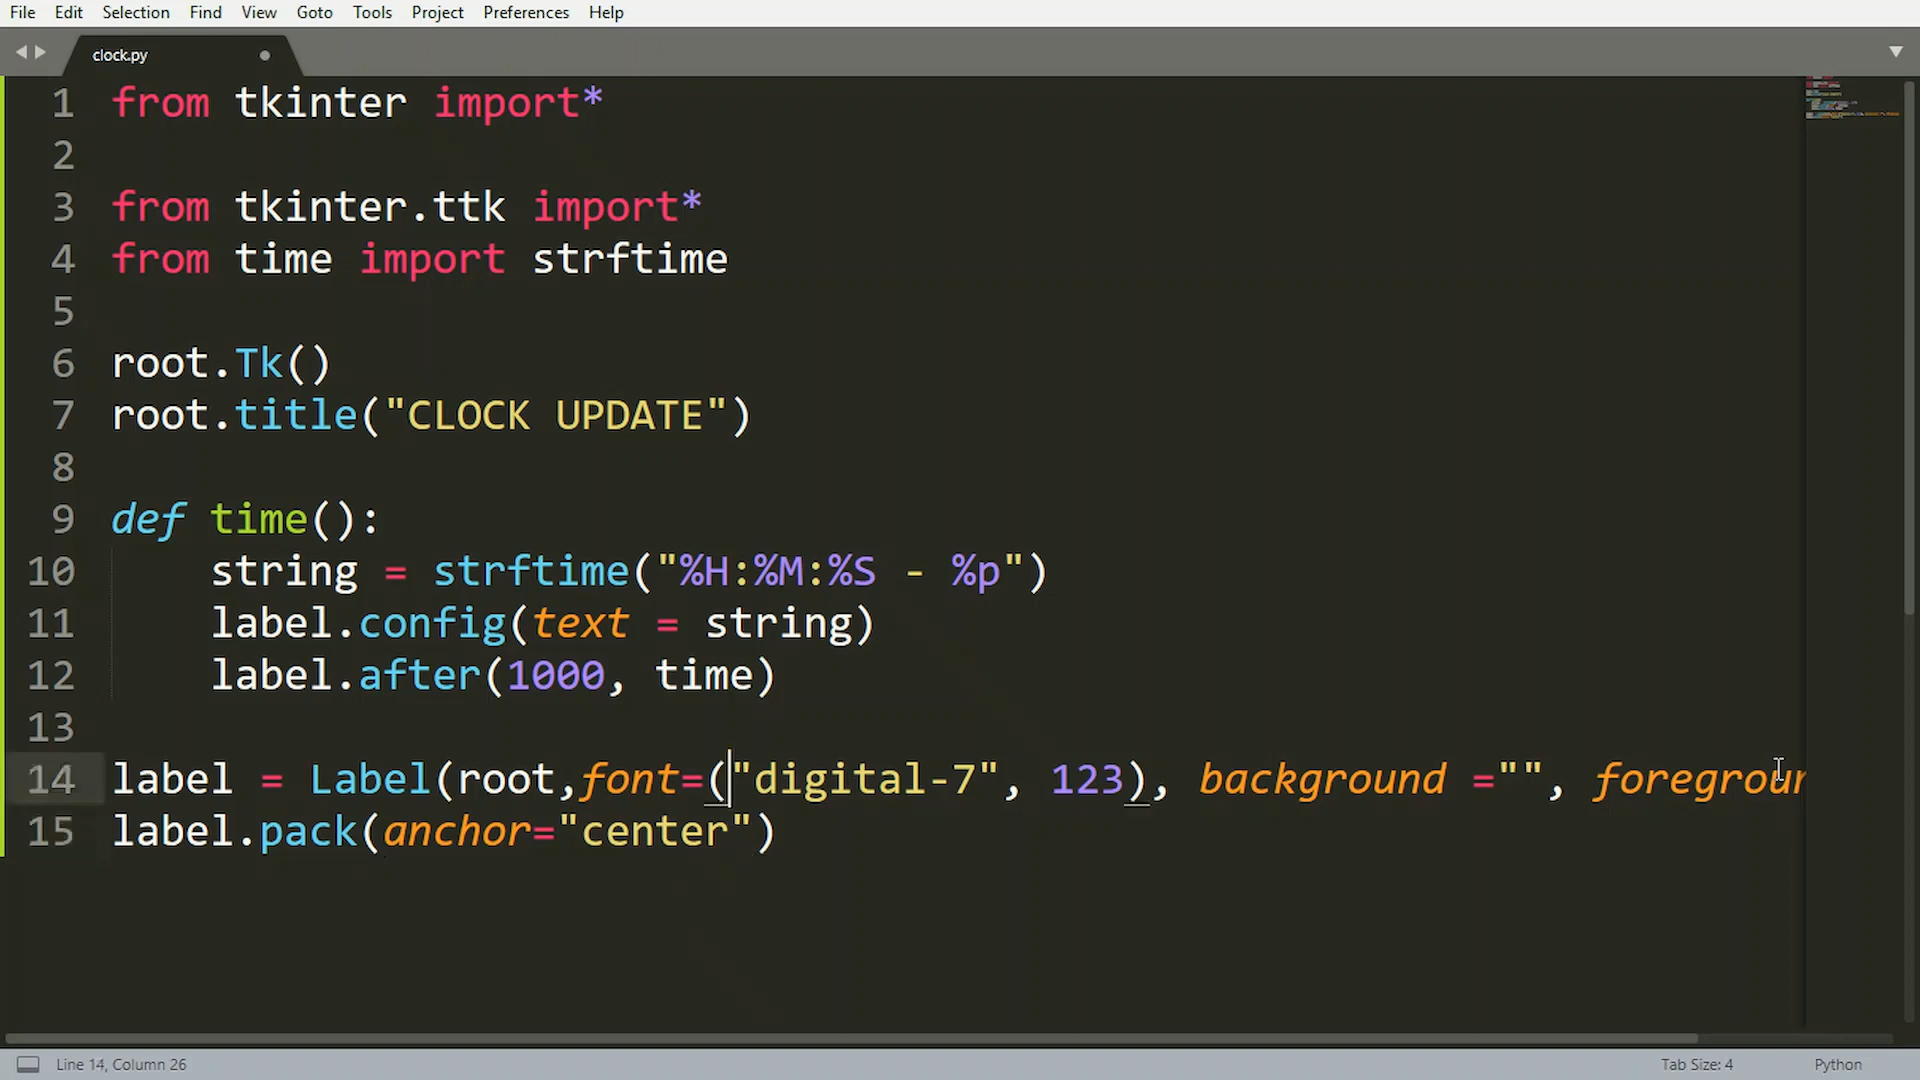 File Edit Selection Find View Goto Tools Project Preferences Help
clock.py
1 from tkinter import*
2
3 from tkinter.ttk import*
4 from time import strftime
5
6 root.Tk()
7 root.title("CLOCK UPDATE")
8
9 def time():
10 string = strftime("%H:%M:%S - %p")
11 label.config(text = string)
12 label.after(1000, time)
13
14 label = Label(root,font=("digital-7", 123), background ="", foregroun
15 label.pack(anchor="center")
Line 14, Column 26 Tab Size: 4 Python